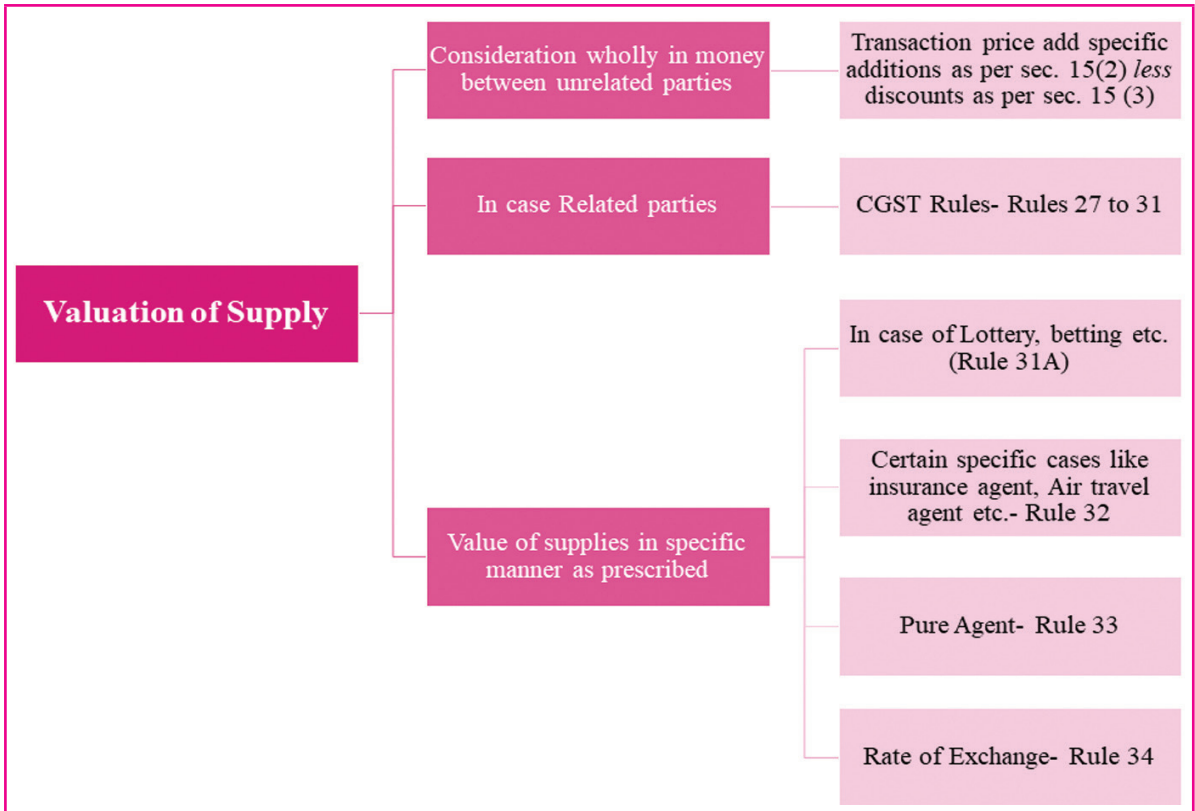 Valuation of Supply
Consideration wholly in money
between unrelated parties
Transaction price add specific
additions as per sec. 15(2) less
discounts as per sec. 15 (3)
In case Related parties
CGST Rules- Rules 27 to 31
Value of supplies in specific
manner as prescribed
In case of Lottery, betting etc.
(Rule 31A)
Certain specific cases like
insurance agent, Air travel
agent etc.- Rule 32
Pure Agent- Rule 33
Rate of Exchange- Rule 34